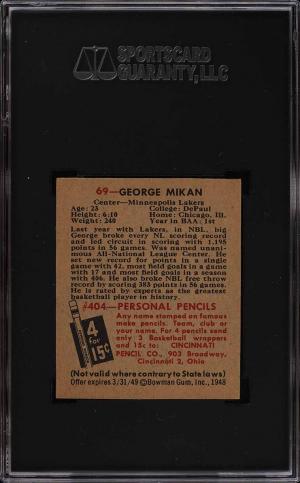 SPORTSCARD
GUARANTY, LLC
69—GEORGE MIKAN
Center—Minneapolis Lakers
Age: 23 College: DePaul
Height: 6:10 Home: Chicago, Ill.
Weight: 240 Year in BAA: 1st
Last year with Lakers, in NBL, big
George broke every NL scoring record
and led circuit in scoring with 1,195
points in 56 games. Was named unan-
imous All-National League Center. He
set new record for points in a single
game with 42, most field goals in a game
with 17 and most field goals in a season
with 406. He also broke NBL free throw
record by scoring 383 points in 56 games.
He is rated by experts as the greatest
basketball player in history.
#404—PERSONAL PENCILS
4
FOR
15¢
Any name stamped on famous
make pencils. Team, club or
your name. For 4 pencils send
only 3 Basketball wrappers
and 15c to: CINCINNATI
PENCIL CO., 903 Broadway,
Cincinnati 2, Ohio
(Not valid where contrary to State laws)
Offer expires 3/31/49 ©Bowman Gum, Inc., 1948